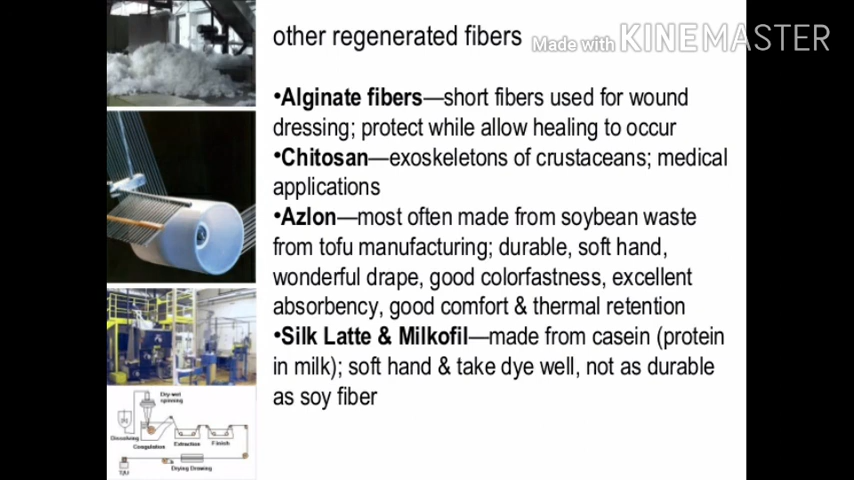 other regenerated fibers
Made with KINEMASTER
•Alginate fibers—short fibers used for wound
dressing; protect while allow healing to occur
•Chitosan—exoskeletons of crustaceans; medical
applications
•Azlon—most often made from soybean waste
from tofu manufacturing; durable, soft hand,
wonderful drape, good colorfastness, excellent
absorbency, good comfort & thermal retention
•Silk Latte & Milkofil—made from casein (protein
in milk); soft hand & take dye well, not as durable
as soy fiber
Dry-wet
spinning
Dissolving
Coagulation
Extraction
Finish
Drying Drawing